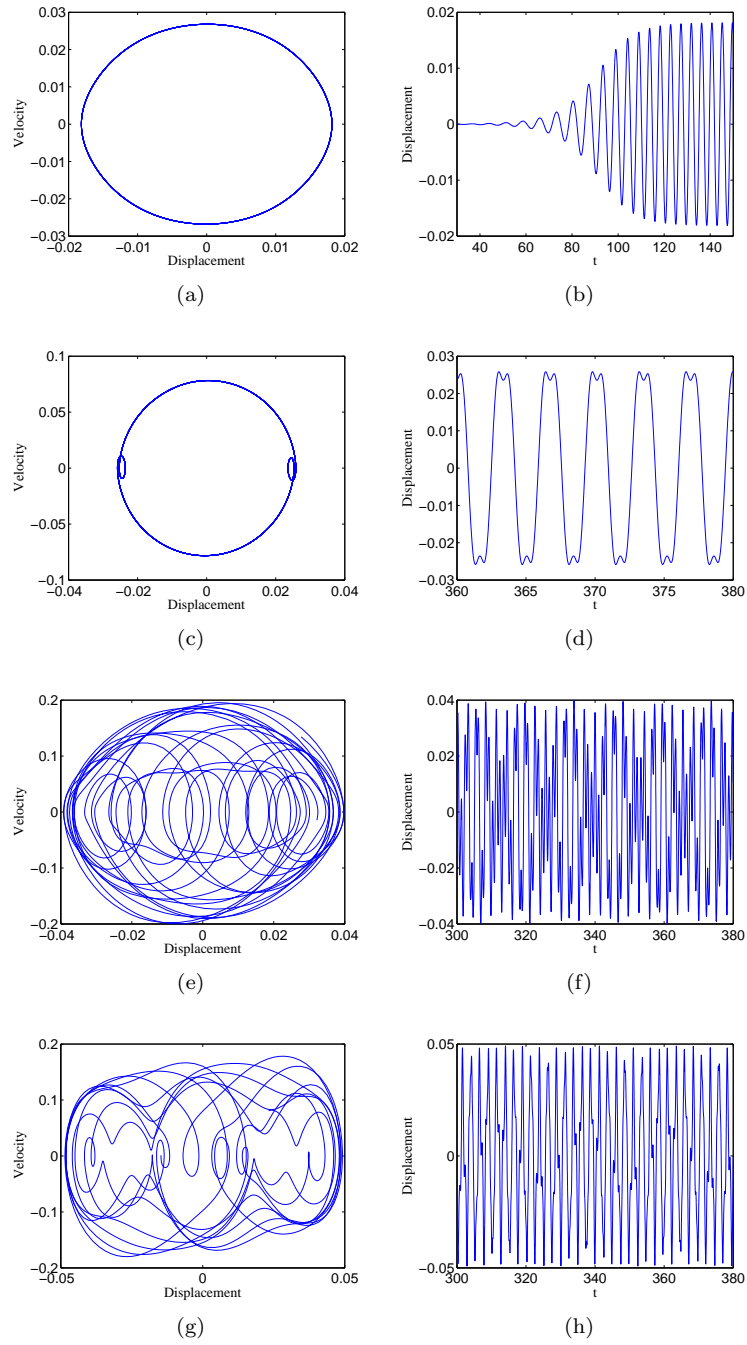 0.03
0.02
0.01
0
−0.01
−0.02
−0.03
Velocity
−0.02 −0.01 0 0.01 0.02
Displacement
(a)
0.02
0.01
0
−0.01
−0.02
Displacement
40 60 80 100 120 140
t
(b)
0.1
0.05
0
−0.05
−0.1
Velocity
−0.04 −0.02 0 0.02 0.04
Displacement
(c)
0.03
0.02
0.01
0
−0.01
−0.02
−0.03
Displacement
360 365 370 375 380
t
(d)
0.2
0.1
0
−0.1
−0.2
Velocity
−0.04 −0.02 0 0.02 0.04
Displacement
(e)
0.04
0.02
0
−0.02
−0.04
Displacement
300 320 340 360 380
t
(f)
0.2
0.1
0
−0.1
−0.2
Velocity
−0.05 0 0.05
Displacement
(g)
0.05
0
−0.05
Displacement
300 320 340 360 380
t
(h)